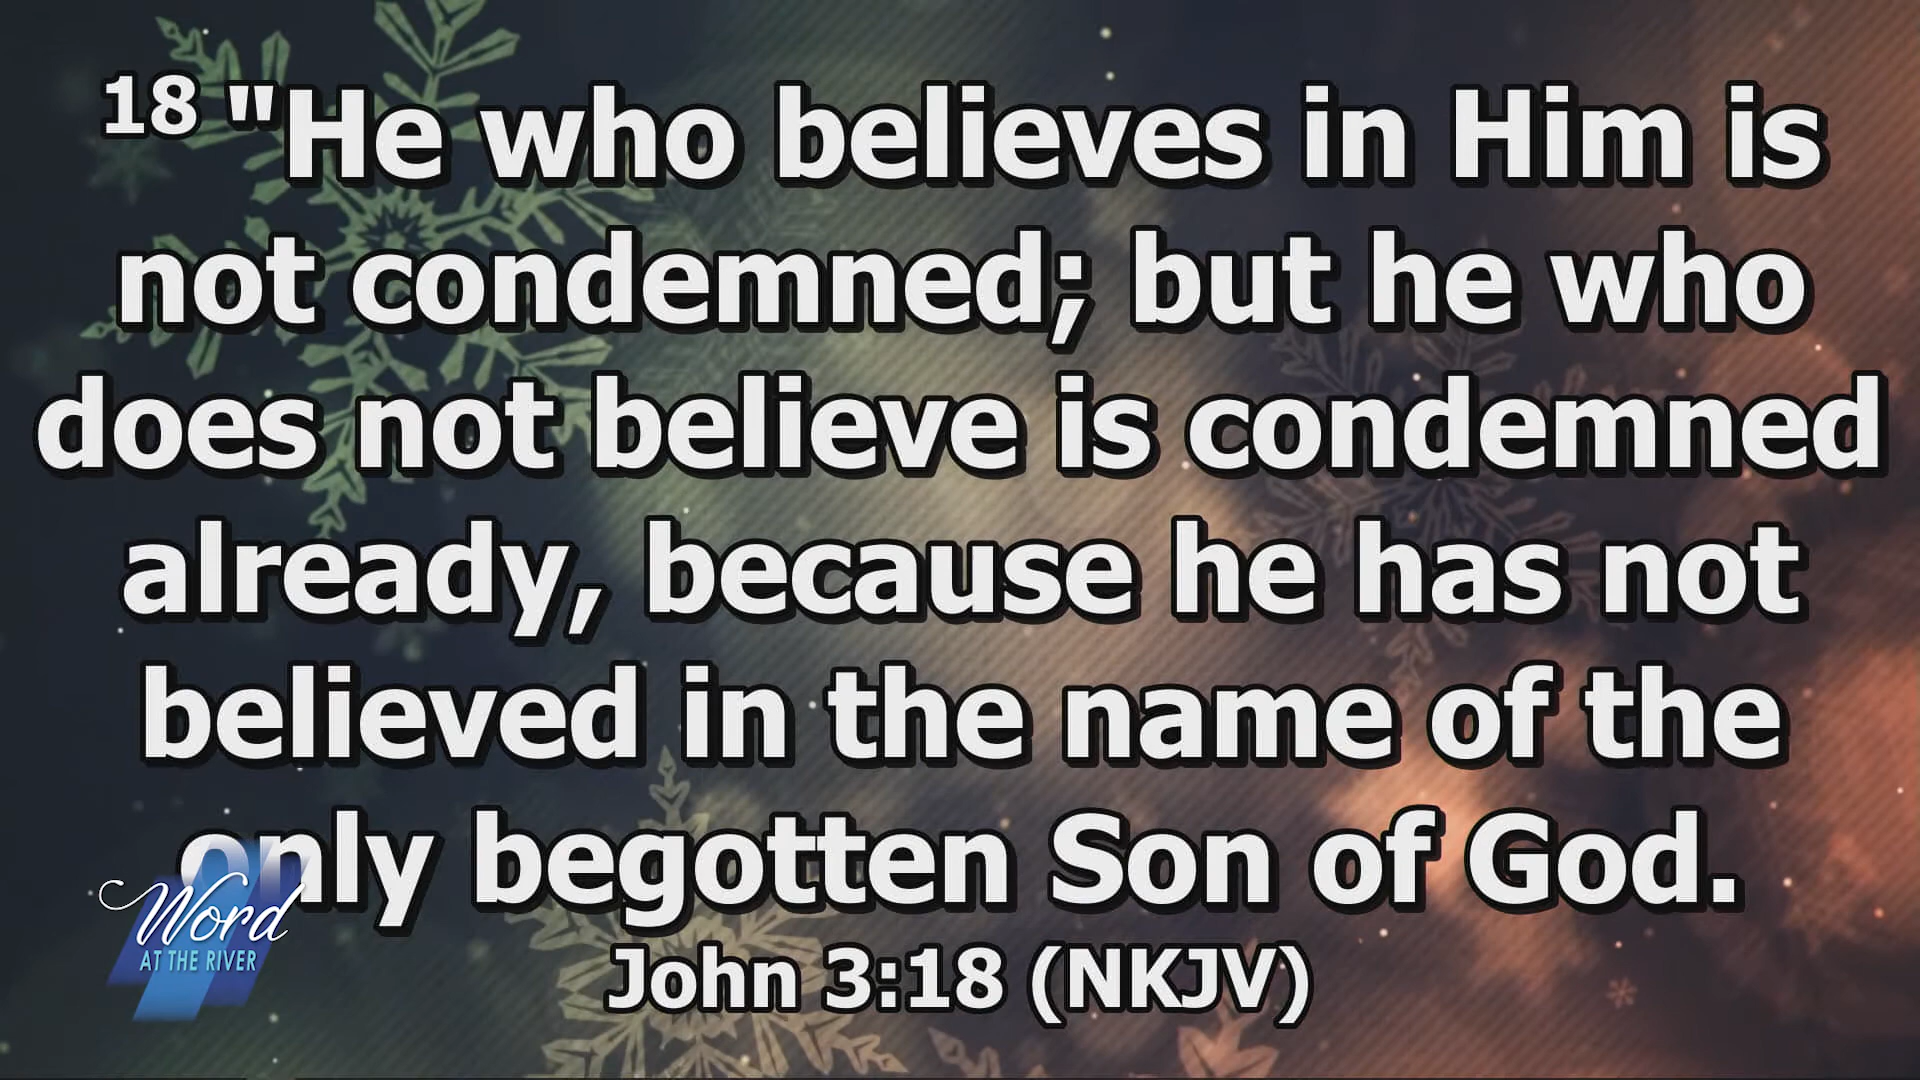 18 "He who believes in Him is
not condemned; but he who
does not believe is condemned
already, because he has not
believed in the name of the
only begotten Son of God.
John 3:18 (NKJV)
Word
AT THE RIVER